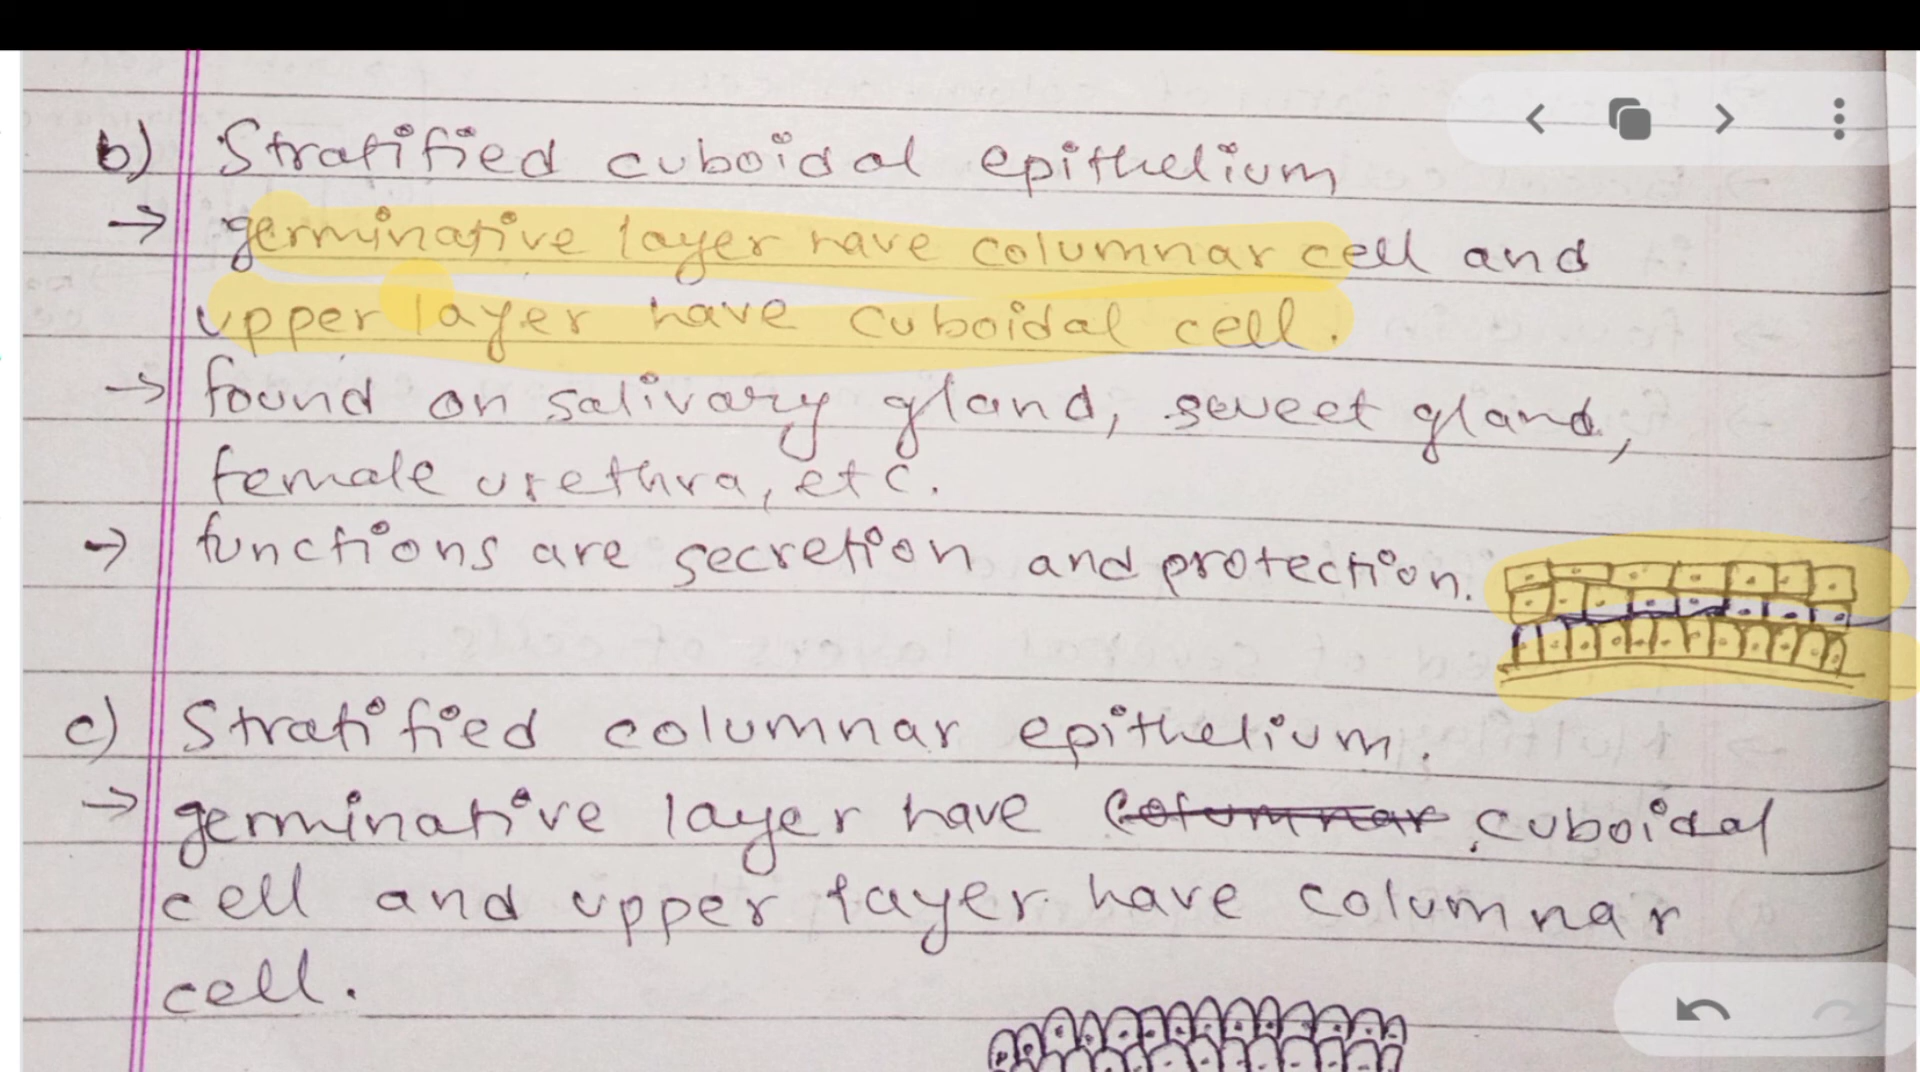 b) Stratified cuboidal epithelium
→ germinative layer have columnar cell and
upper layer have cuboidal cell.
→ found on salivary gland, sweet gland,
female urethra, etc.
→ functions are secretion and protection.
c) Stratified columnar epithelium.
→ germinative layer have columnar cuboidal
cell and upper layer have columnar
cell.